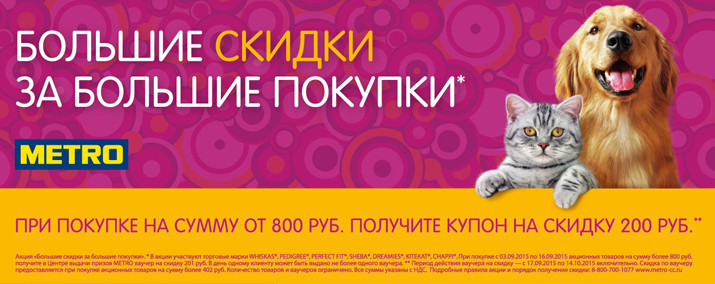 БОЛЬШИЕ СКИДКИ
ЗА БОЛЬШИЕ ПОКУПКИ*
METRO
ПРИ ПОКУПКЕ НА СУММУ ОТ 800 РУБ. ПОЛУЧИТЕ КУПОН НА СКИДКУ 200 РУБ.**
Акция «Большие скидки за большие покупки». * В акции участвуют торговые марки WHISKAS®, PEDIGREE®, PERFECT FIT®, SHEBA®, DREAMIES®, KITEKAT®, CHAPPI®. При покупке с 03.09.2015 по 16.09.2015 акционных товаров на сумму более 800 руб.
получите в Центре выдачи призов METRO ваучер на скидку 201 руб. В день одному клиенту может быть выдано не более одного ваучера. ** Период действия ваучера на скидку — с 17.09.2015 по 14.10.2015 включительно. Скидка по ваучеру
предоставляется при покупке акционных товаров на сумму более 402 руб. Количество товаров и ваучеров ограничено. Все суммы указаны с НДС. Подробные правила акции и порядок получения скидки: 8-800-700-1077 www.metro-cc.ru